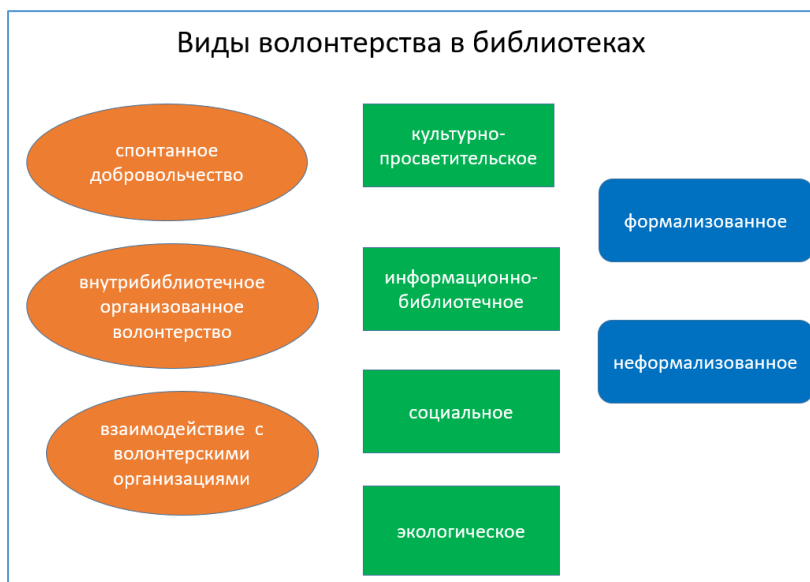 Виды волонтерства в библиотеках
спонтанное
добровольчество
внутрибиблиотечное
организованное
волонтерство
взаимодействие с
волонтерскими
организациями
культурно-
просветительское
информационно-
библиотечное
социальное
экологическое
формализованное
неформализованное